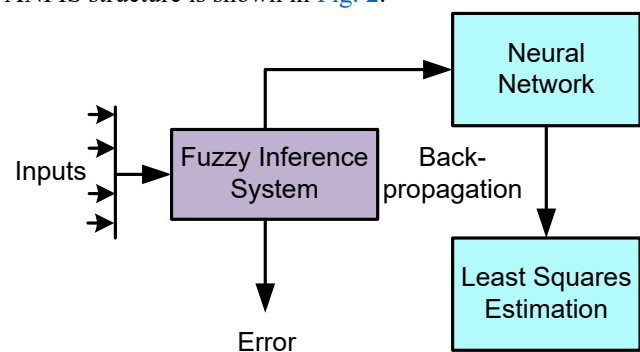 ANFIS structure is shown in Fig. 2.
Neural
Network
Inputs
Fuzzy Inference
System
Back-
propagation
Least Squares
Estimation
Error